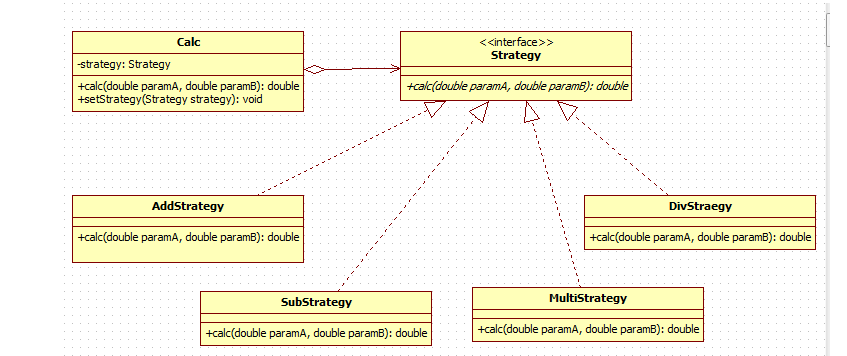 Calc
-strategy: Strategy
+calc(double paramA, double paramB): double
+setStrategy(Strategy strategy): void
<<interface>>
Strategy
+calc(double paramA, double paramB): double
AddStrategy
+calc(double paramA, double paramB): double
DivStraegy
+calc(double paramA, double paramB): double
SubStrategy
+calc(double paramA, double paramB): double
MultiStrategy
+calc(double paramA, double paramB): double